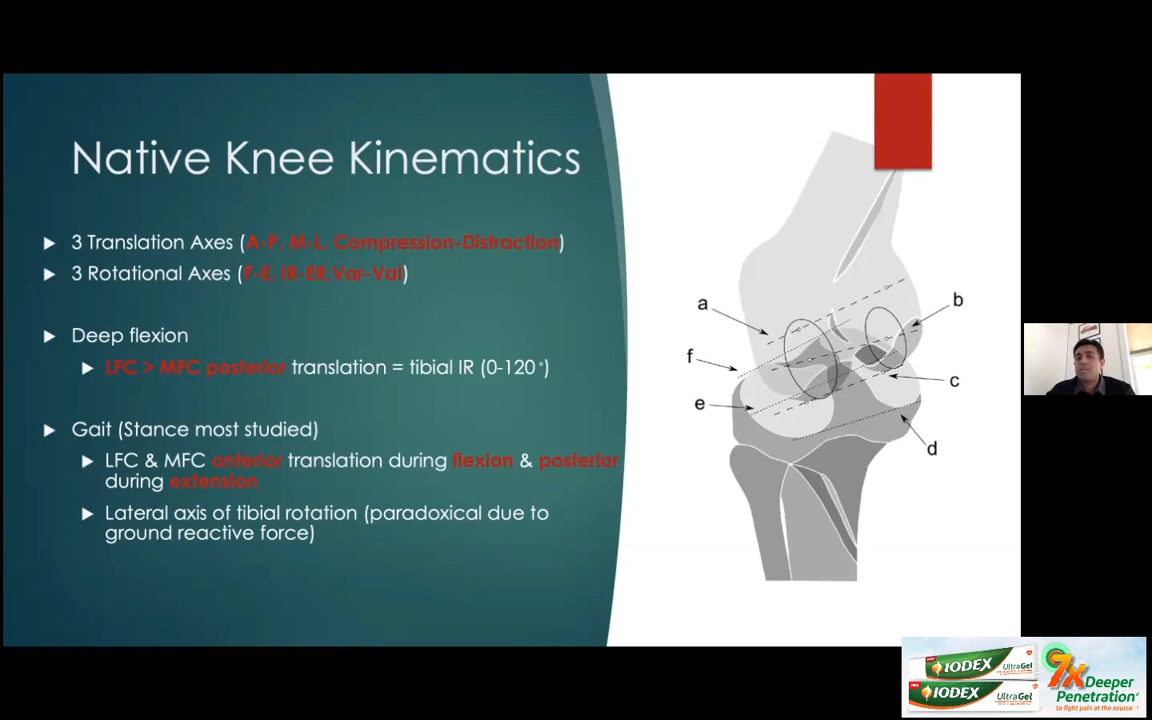 Native Knee Kinematics
3 Translation Axes (A-P, M-L, Compression-Distraction)
3 Rotational Axes (F-E, IR-ER,Var-Val)
Deep flexion
LFC > MFC posterior translation = tibial IR (0-120°)
Gait (Stance most studied)
LFC & MFC anterior translation during flexion & posterior
during extension
Lateral axis of tibial rotation (paradoxical due to
ground reactive force)
a
b
f
c
e
d
IODEX
UltraGel
IODEX
UltraGel
7x
Deeper
Penetration
to fight pain at the source